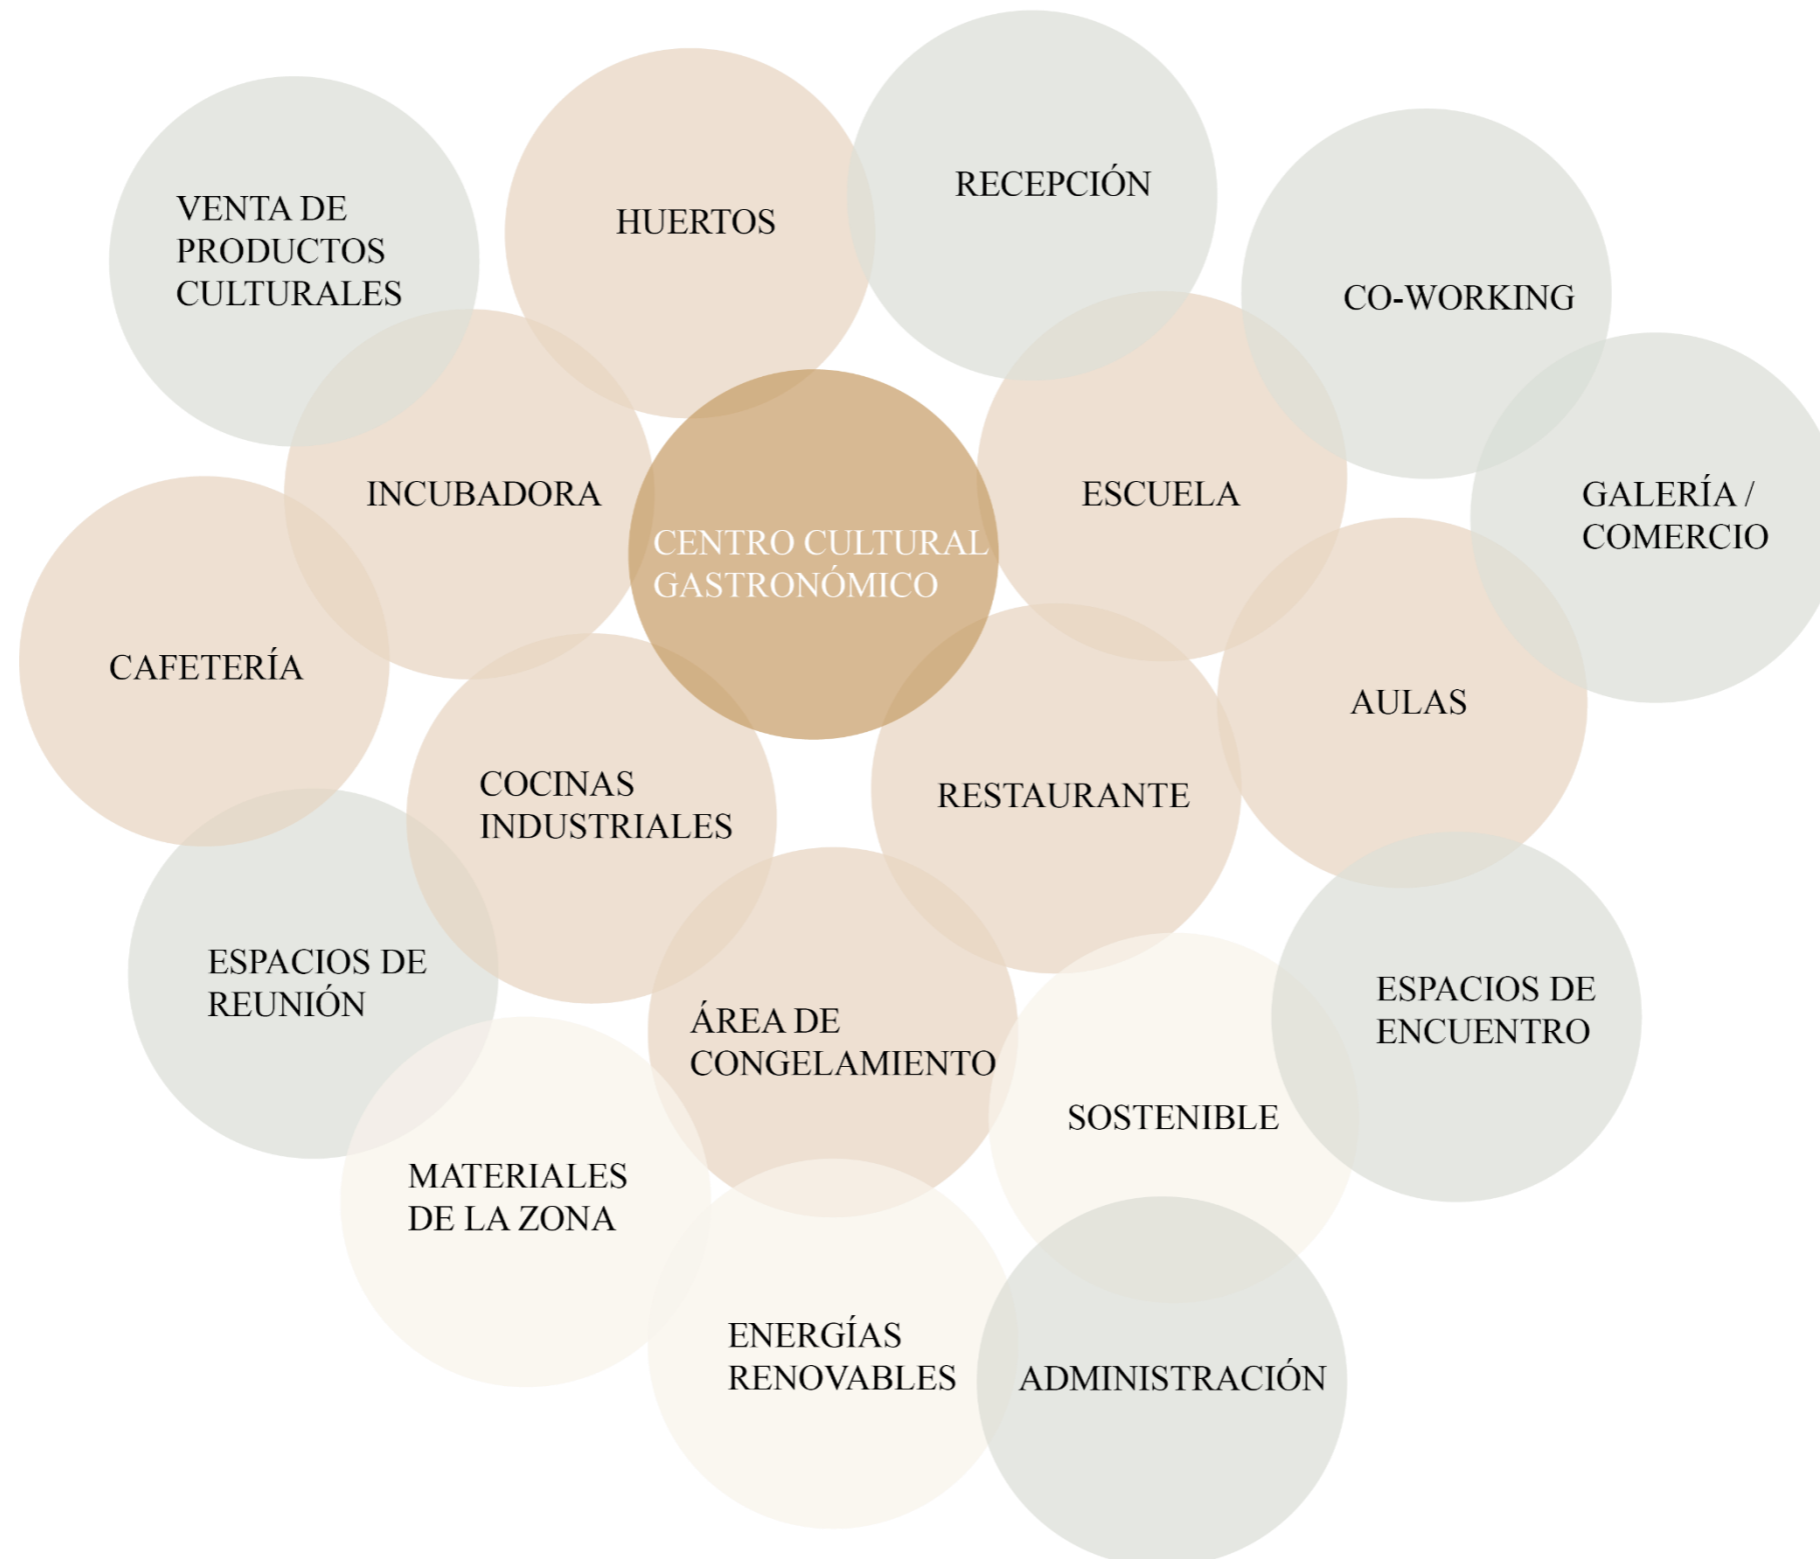 RECEPCIÓN
VENTA DE
PRODUCTOS
CULTURALES
HUERTOS
CO-WORKING
INCUBADORA
ESCUELA
GALERÍA /
COMERCIO
CENTRO CULTURAL
GASTRONÓMICO
CAFETERÍA
AULAS
COCINAS
INDUSTRIALES
RESTAURANTE
ESPACIOS DE
REUNIÓN
ESPACIOS DE
ENCUENTRO
ÁREA DE
CONGELAMIENTO
SOSTENIBLE
MATERIALES
DE LA ZONA
ENERGÍAS
RENOVABLES
ADMINISTRACIÓN